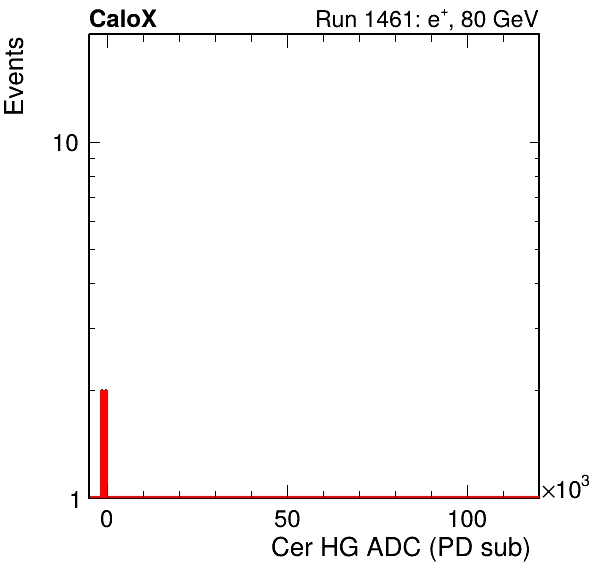 CaloX Run 1461: e⁺, 80 GeV
Events
10
1
0 50 100
×10³
Cer HG ADC (PD sub)